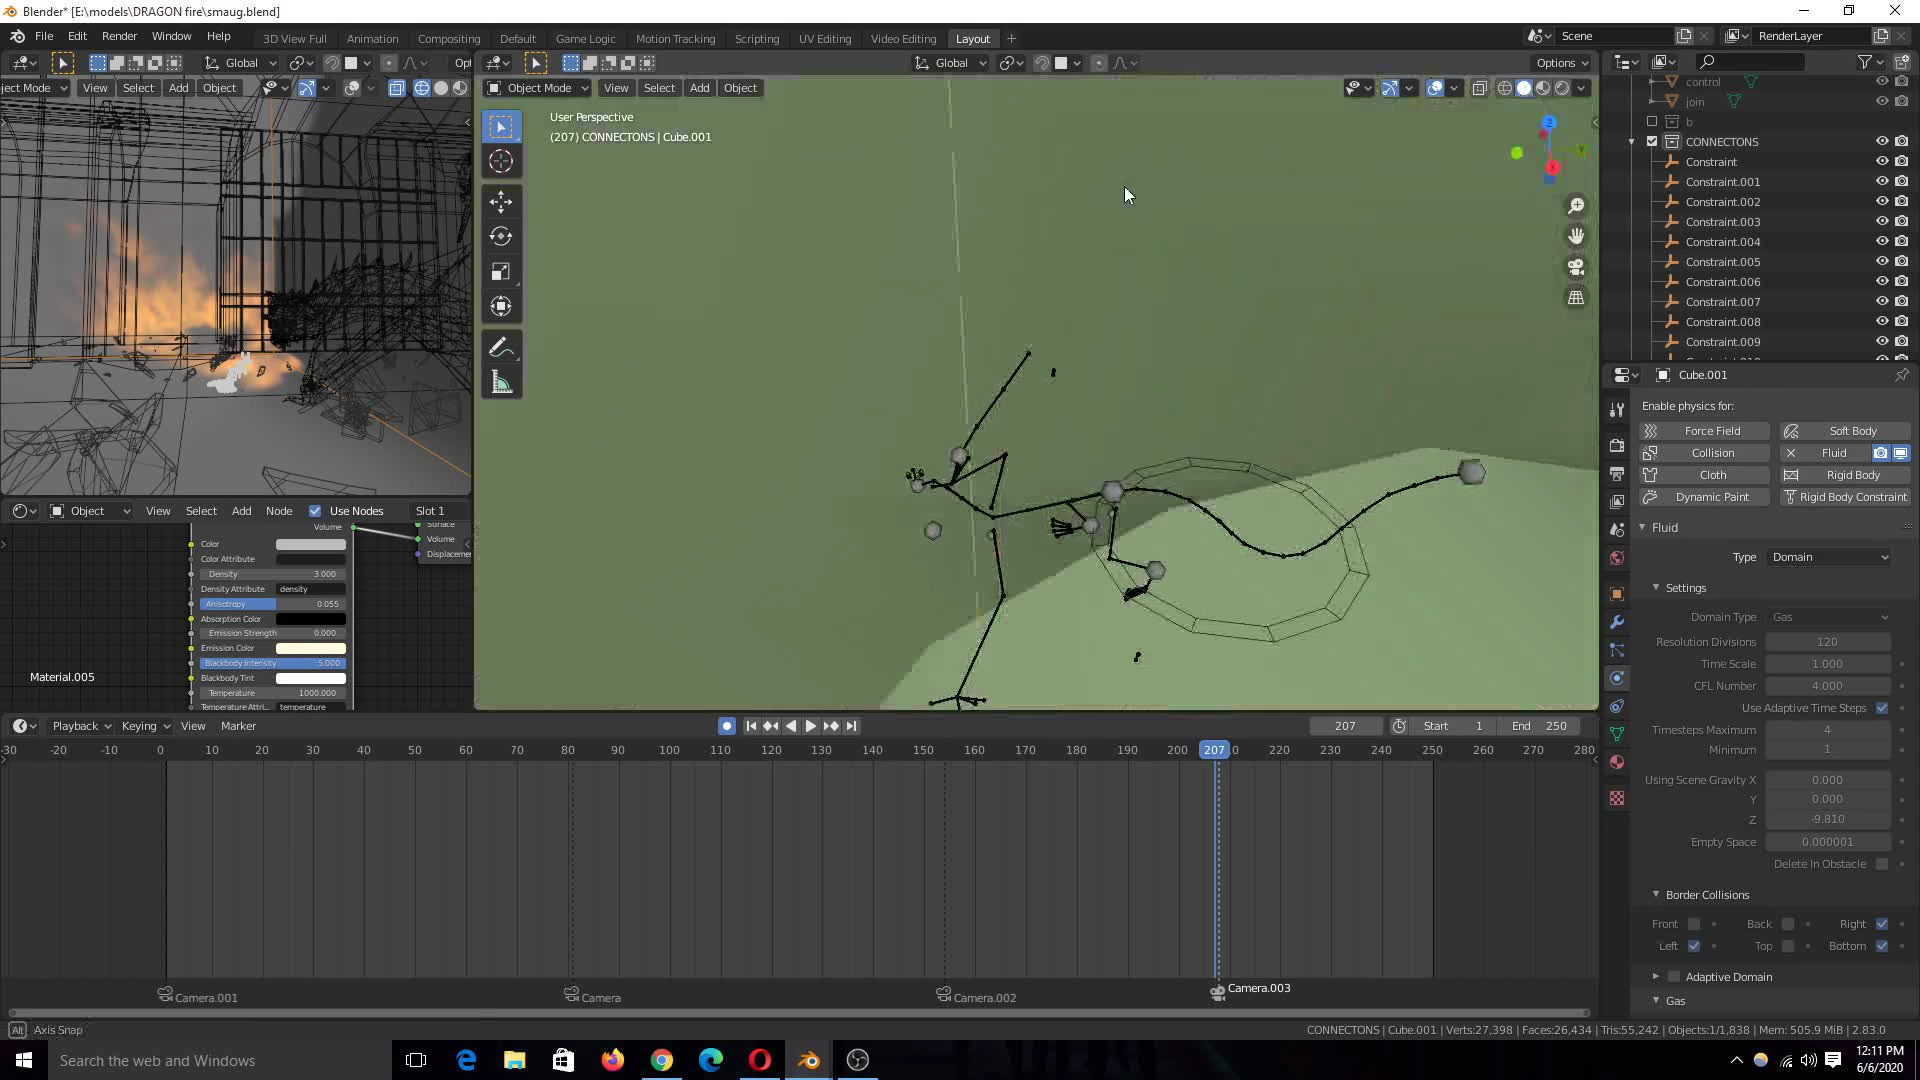 Blender* [E:\models\DRAGON fire\smaug.blend]
File Edit Render Window Help
3D View Full Animation Compositing Default Game Logic Motion Tracking Scripting UV Editing Video Editing Layout
Scene
RenderLayer
Global
Opt
Global
Options
ject Mode View Select Add Object
Object Mode View Select Add Object
User Perspective
(207) CONNECTONS | Cube.001
control
join
b
CONNECTONS
Constraint
Constraint.001
Constraint.002
Constraint.003
Constraint.004
Constraint.005
Constraint.006
Constraint.007
Constraint.008
Constraint.009
Cube.001
Enable physics for:
Force Field Soft Body
Collision Fluid
Cloth Rigid Body
Dynamic Paint Rigid Body Constraint
Fluid
Type Domain
Settings
Domain Type Gas
Resolution Divisions 120
Time Scale 1.000
CFL Number 4.000
Use Adaptive Time Steps
Timesteps Maximum 4
Minimum 1
Using Scene Gravity X 0.000
Y 0.000
Z -9.810
Empty Space 0.000001
Delete In Obstacle
Border Collisions
Front Back Right
Left Top Bottom
Adaptive Domain
Gas
Object View Select Add Node Use Nodes Slot 1
Volume
Surface
Volume
Displacemen
Color
Color Attribute
Density 3.000
Density Attribute density
Anisotropy 0.055
Absorption Color
Emission Strength 0.000
Emission Color
Blackbody Intensity 5.000
Blackbody Tint
Temperature 1000.000
Temperature Attri.. temperature
Material.005
Playback Keying View Marker
207 Start 1 End 250
-30 -20 -10 0 10 20 30 40 50 60 70 80 90 100 110 120 130 140 150 160 170 180 190 200 207 220 230 240 250 260 270 280
Camera.001 Camera Camera.002 Camera.003
Alt Axis Snap
CONNECTONS | Cube.001 | Verts:27,398 | Faces:26,434 | Tris:55,242 | Objects:1/1,838 | Mem: 505.9 MiB | 2.83.0
Search the web and Windows
12:11 PM
6/6/2020